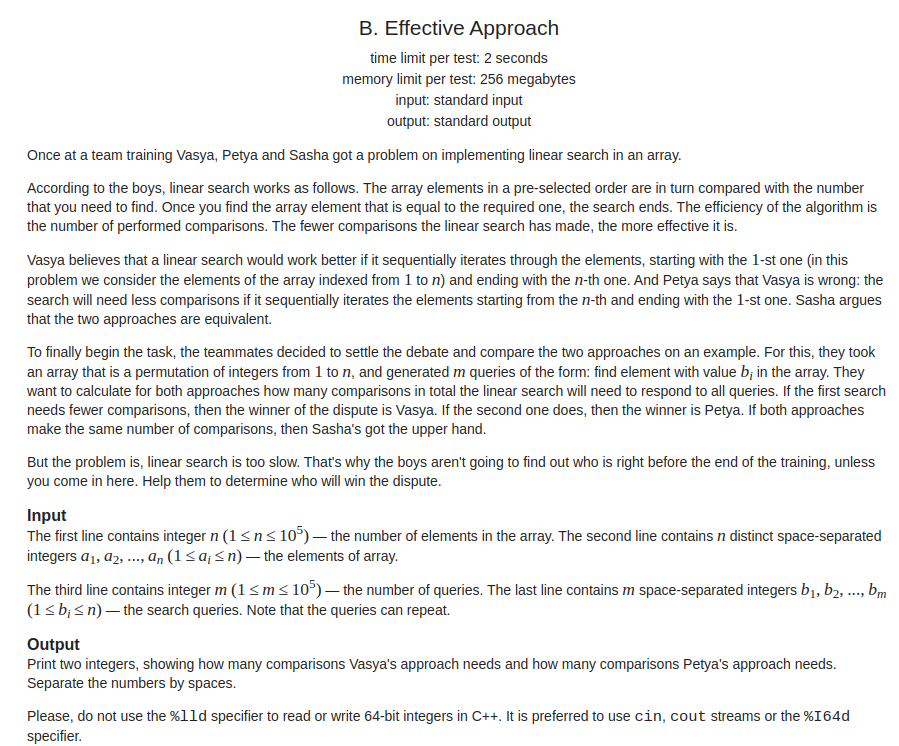 B. Effective Approach
time limit per test: 2 seconds
memory limit per test: 256 megabytes
input: standard input
output: standard output
Once at a team training Vasya, Petya and Sasha got a problem on implementing linear search in an array.
According to the boys, linear search works as follows. The array elements in a pre-selected order are in turn compared with the number
that you need to find. Once you find the array element that is equal to the required one, the search ends. The efficiency of the algorithm is
the number of performed comparisons. The fewer comparisons the linear search has made, the more effective it is.
Vasya believes that a linear search would work better if it sequentially iterates through the elements, starting with the 1-st one (in this
problem we consider the elements of the array indexed from 1 to n) and ending with the n-th one. And Petya says that Vasya is wrong: the
search will need less comparisons if it sequentially iterates the elements starting from the n-th and ending with the 1-st one. Sasha argues
that the two approaches are equivalent.
To finally begin the task, the teammates decided to settle the debate and compare the two approaches on an example. For this, they took
an array that is a permutation of integers from 1 to n, and generated m queries of the form: find element with value b_i in the array. They
want to calculate for both approaches how many comparisons in total the linear search will need to respond to all queries. If the first search
needs fewer comparisons, then the winner of the dispute is Vasya. If the second one does, then the winner is Petya. If both approaches
make the same number of comparisons, then Sasha's got the upper hand.
But the problem is, linear search is too slow. That's why the boys aren't going to find out who is right before the end of the training, unless
you come in here. Help them to determine who will win the dispute.
Input
The first line contains integer n (1 ≤ n ≤ 10^5) — the number of elements in the array. The second line contains n distinct space-separated
integers a_1, a_2, ..., a_n (1 ≤ a_i ≤ n) — the elements of array.
The third line contains integer m (1 ≤ m ≤ 10^5) — the number of queries. The last line contains m space-separated integers b_1, b_2, ..., b_m
(1 ≤ b_i ≤ n) — the search queries. Note that the queries can repeat.
Output
Print two integers, showing how many comparisons Vasya's approach needs and how many comparisons Petya's approach needs.
Separate the numbers by spaces.
Please, do not use the %lld specifier to read or write 64-bit integers in C++. It is preferred to use cin, cout streams or the %I64d
specifier.